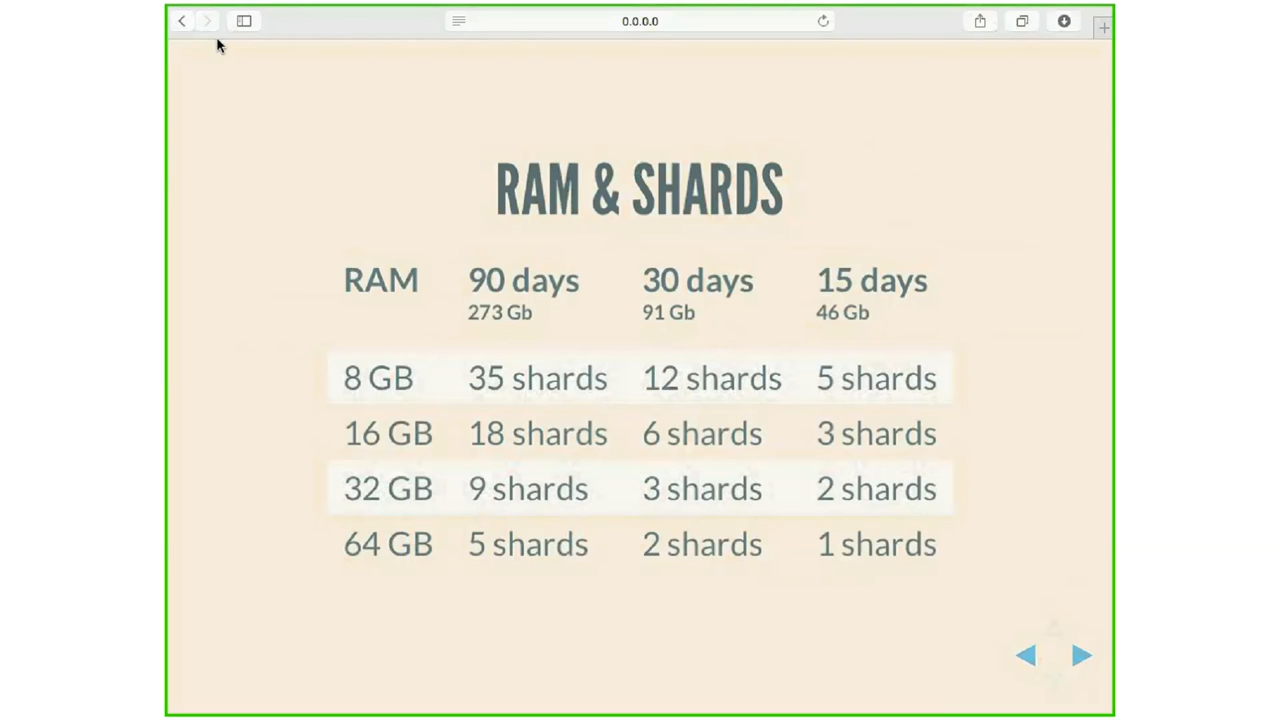 0.0.0.0
RAM & SHARDS
RAM 90 days 30 days 15 days
273 Gb 91 Gb 46 Gb
8 GB 35 shards 12 shards 5 shards
16 GB 18 shards 6 shards 3 shards
32 GB 9 shards 3 shards 2 shards
64 GB 5 shards 2 shards 1 shards